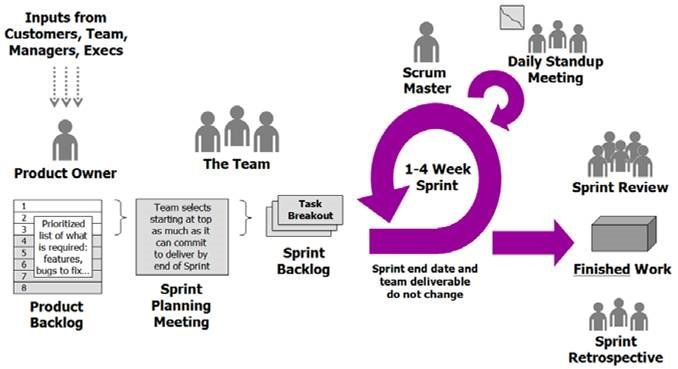 Inputs from
Customers, Team,
Managers, Execs
Product Owner
The Team
Scrum
Master
Daily Standup
Meeting
1
2
3
4
5
6
7
8
Prioritized
list of what
is required:
features,
bugs to fix...
Product
Backlog
Team selects
starting at top
as much as it
can commit
to deliver by
end of Sprint
Sprint
Planning
Meeting
Task
Breakout
Sprint
Backlog
1-4 Week
Sprint
Sprint end date and
team deliverable
do not change
Sprint Review
Finished Work
Sprint
Retrospective